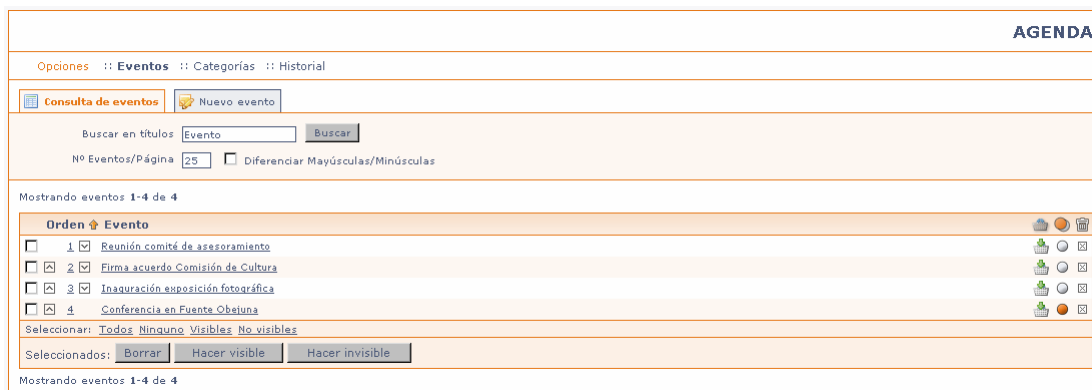 AGENDA
Opciones :: Eventos :: Categorías :: Historial
Consulta de eventos Nuevo evento
Buscar en títulos Evento Buscar
Nº Eventos/Página 25 Diferenciar Mayúsculas/Minúsculas
Mostrando eventos 1-4 de 4
Orden Evento
1 Reunión comité de asesoramiento
2 Firma acuerdo Comisión de Cultura
3 Inaguración exposición fotográfica
4 Conferencia en Fuente Obejuna
Seleccionar: Todos Ninguno Visibles No visibles
Seleccionados: Borrar Hacer visible Hacer invisible
Mostrando eventos 1-4 de 4